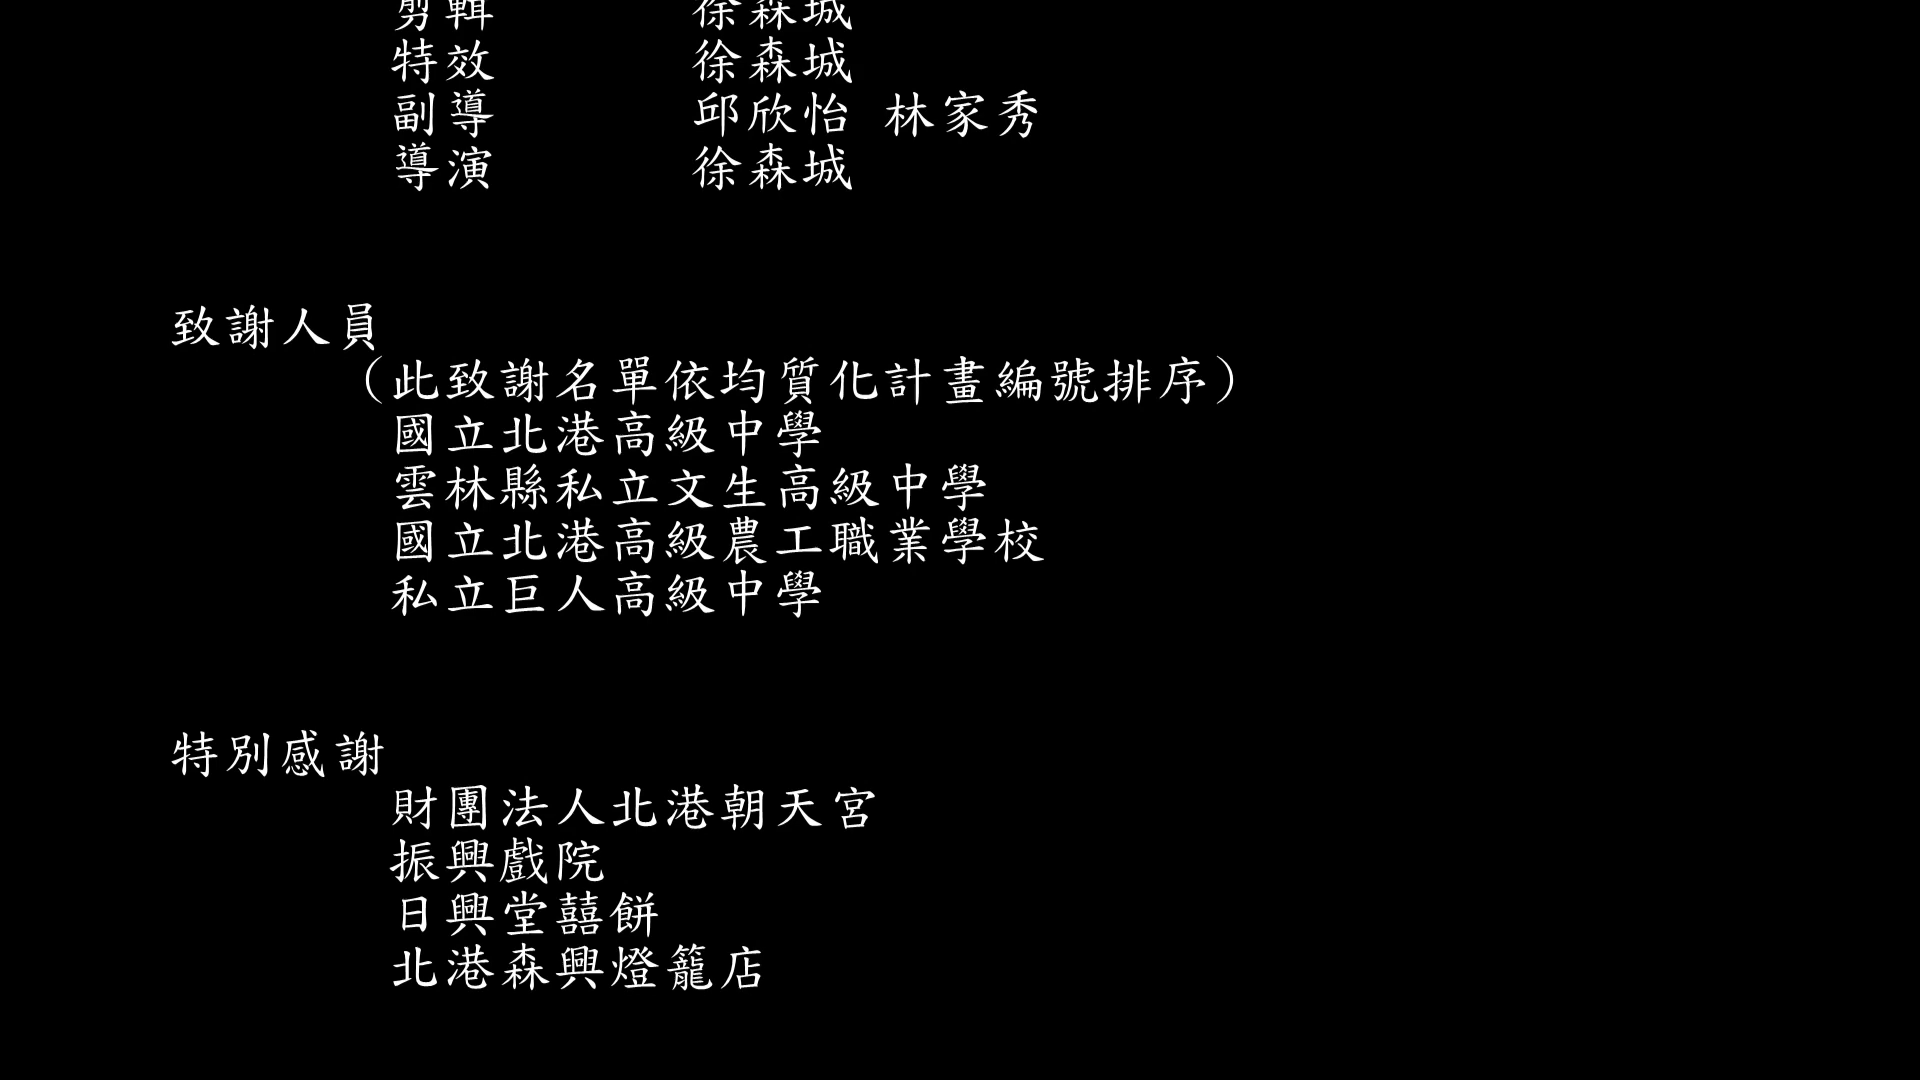 剪輯 徐森城
特效 徐森城
副導 邱欣怡 林家秀
導演 徐森城
致謝人員
（此致謝名單依均質化計畫編號排序）
國立北港高級中學
雲林縣私立文生高級中學
國立北港高級農工職業學校
私立巨人高級中學
特別感謝
財團法人北港朝天宮
振興戲院
日興堂囍餅
北港森興燈籠店